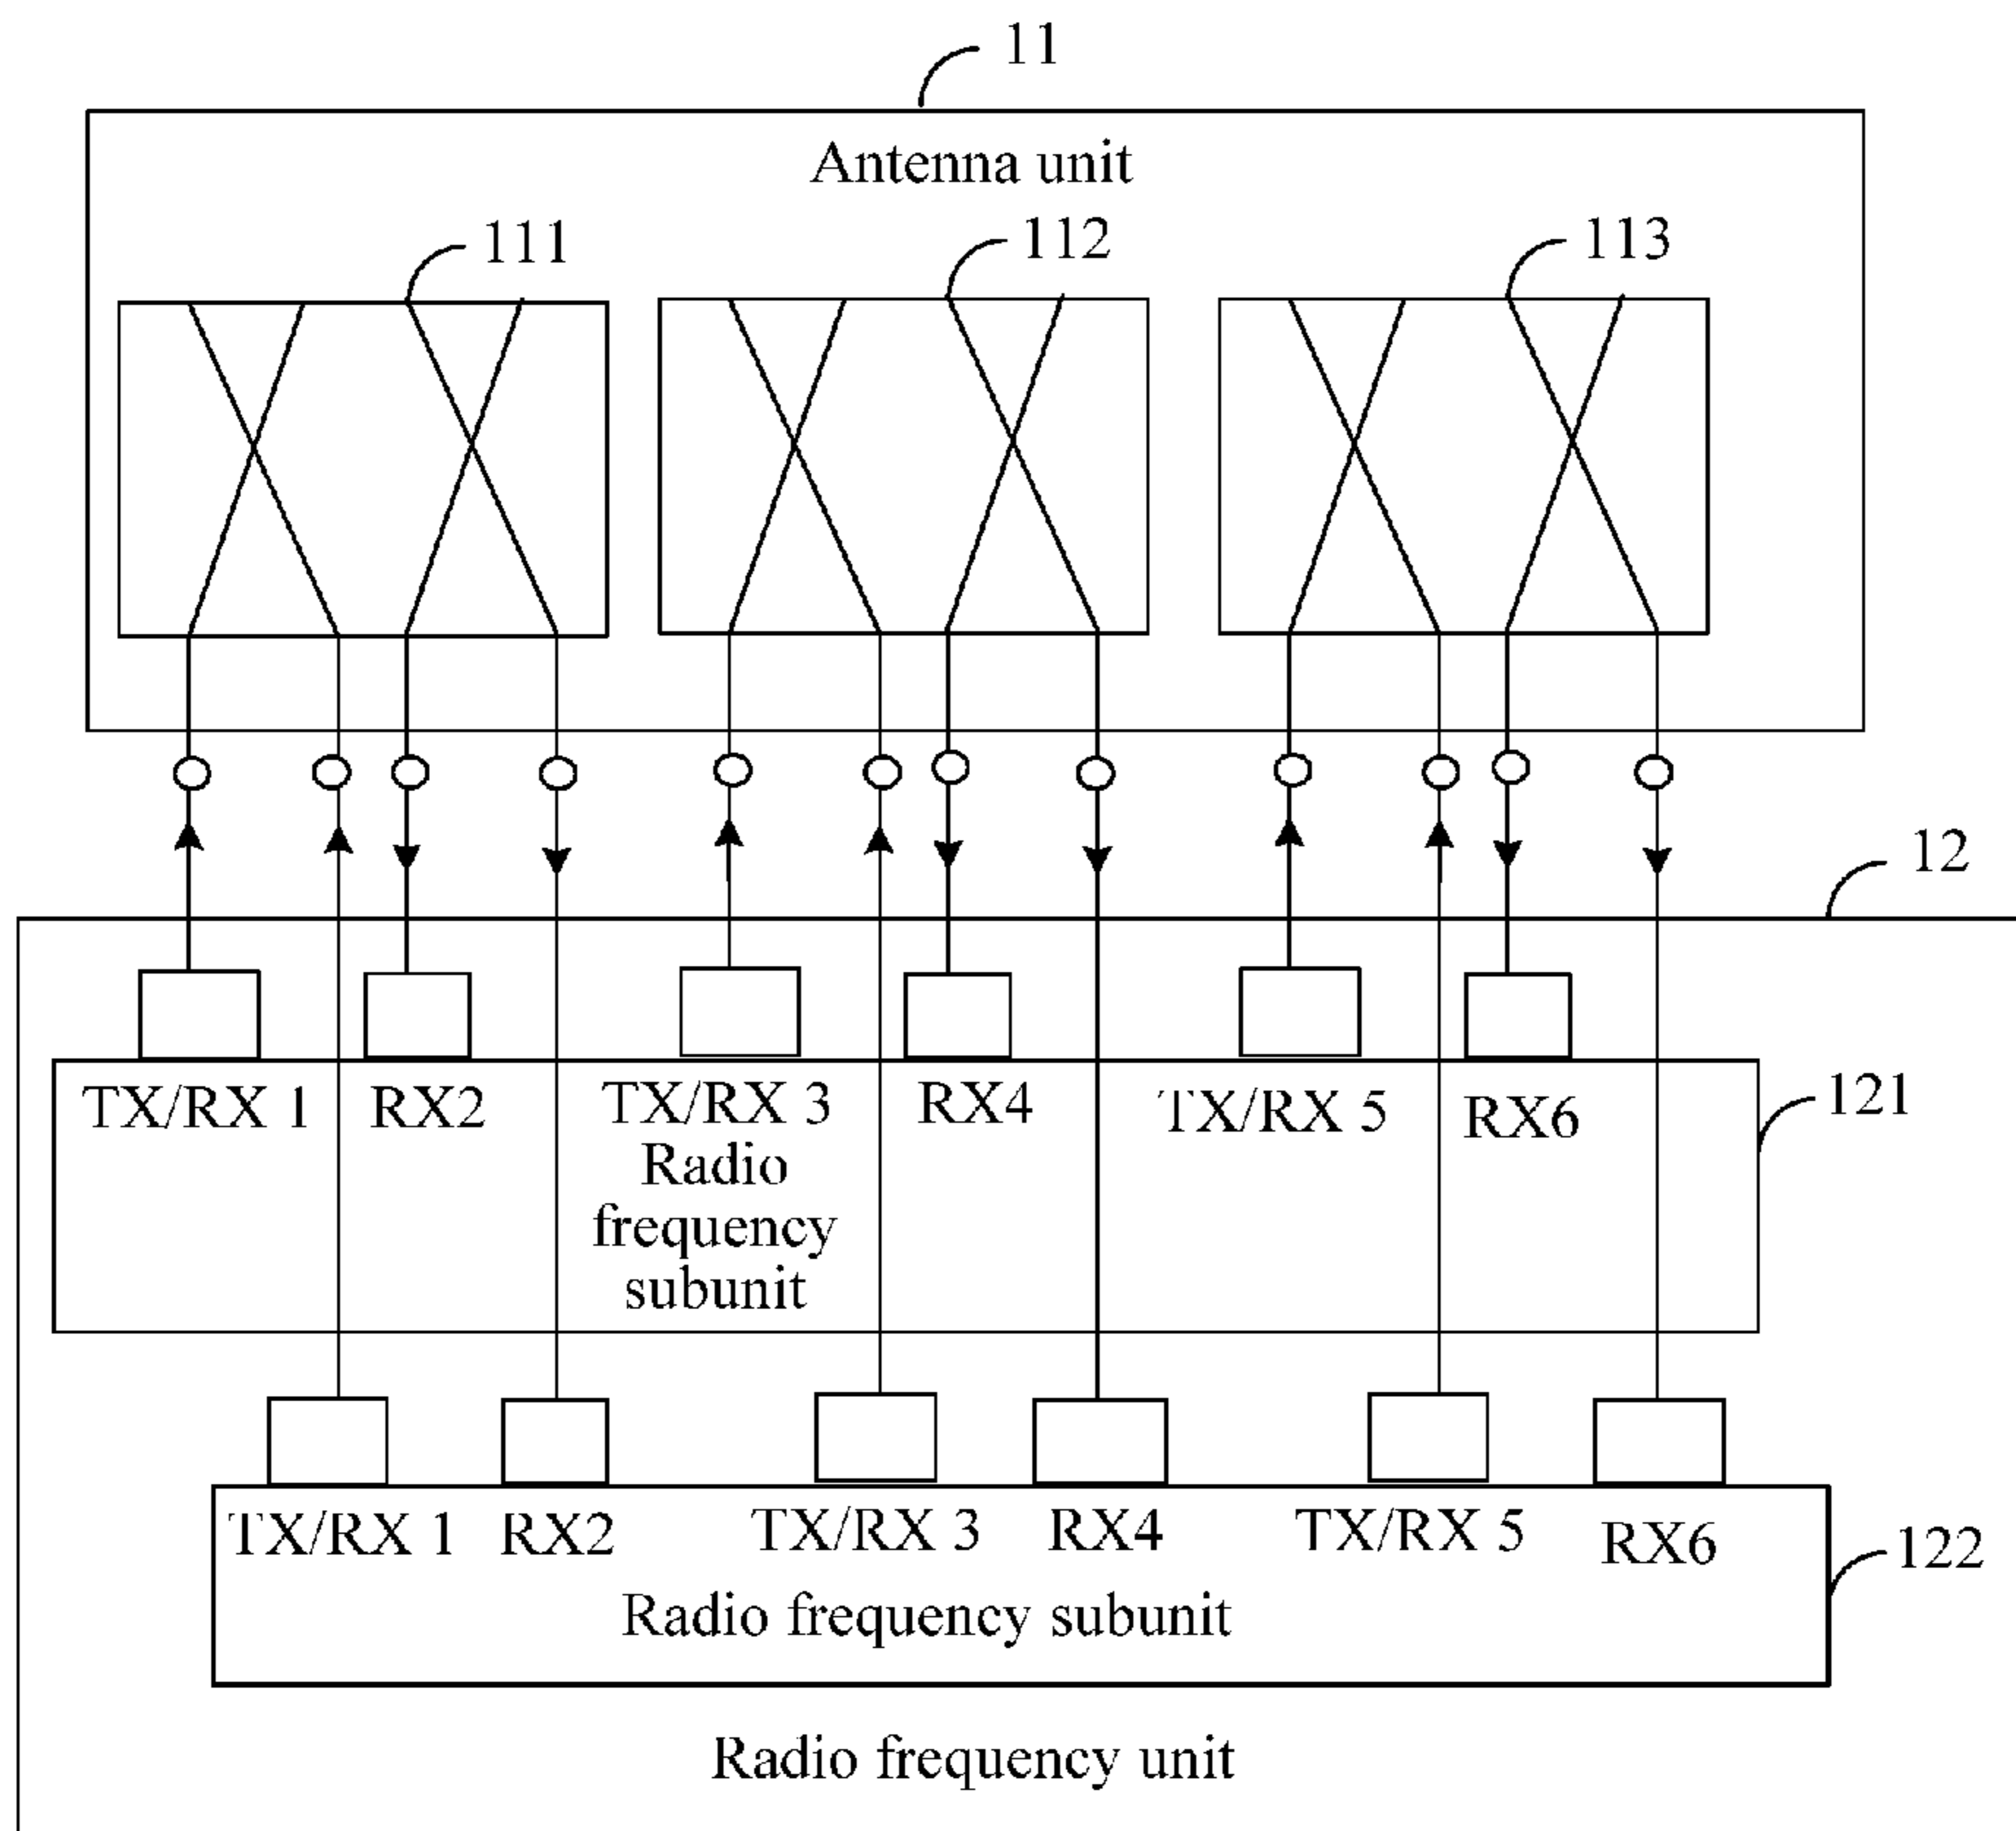 11
Antenna unit
111
112
113
12
TX/RX 1
RX2
TX/RX 3
RX4
TX/RX 5
RX6
121
Radio
frequency
subunit
TX/RX 1
RX2
TX/RX 3
RX4
TX/RX 5
RX6
122
Radio frequency subunit
Radio frequency unit